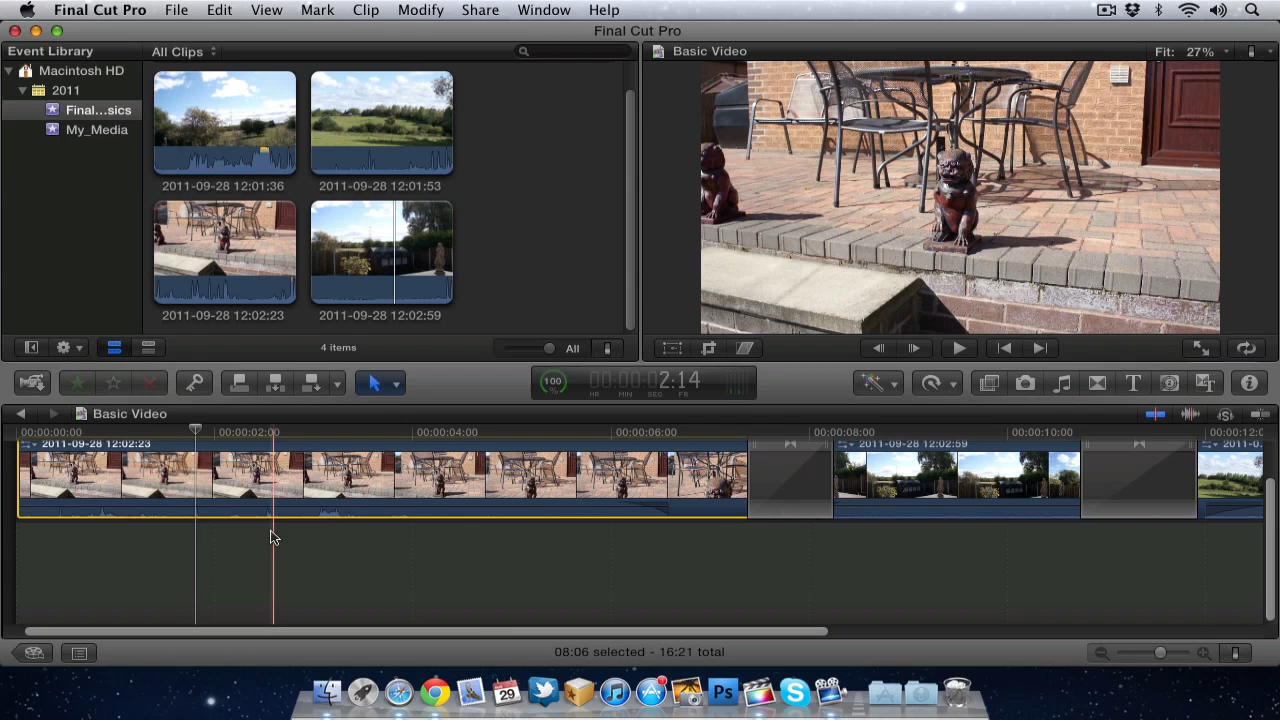 Final Cut Pro File Edit View Mark Clip Modify Share Window Help
Final Cut Pro
Event Library
All Clips
Basic Video
Fit: 27%
Macintosh HD
2011
Final...sics
My_Media
2011-09-28 12:01:36
2011-09-28 12:01:53
2011-09-28 12:02:23
2011-09-28 12:02:59
4 items
All
100
%
00:00:02:14
HR MIN SEC FR
Basic Video
00:00:00:00 00:00:02:00 00:00:04:00 00:00:06:00 00:00:08:00 00:00:10:00 00:00:12:0
2011-09-28 12:02:23
2011-09-28 12:02:59
2011-0
08:06 selected - 16:21 total
29
Ps